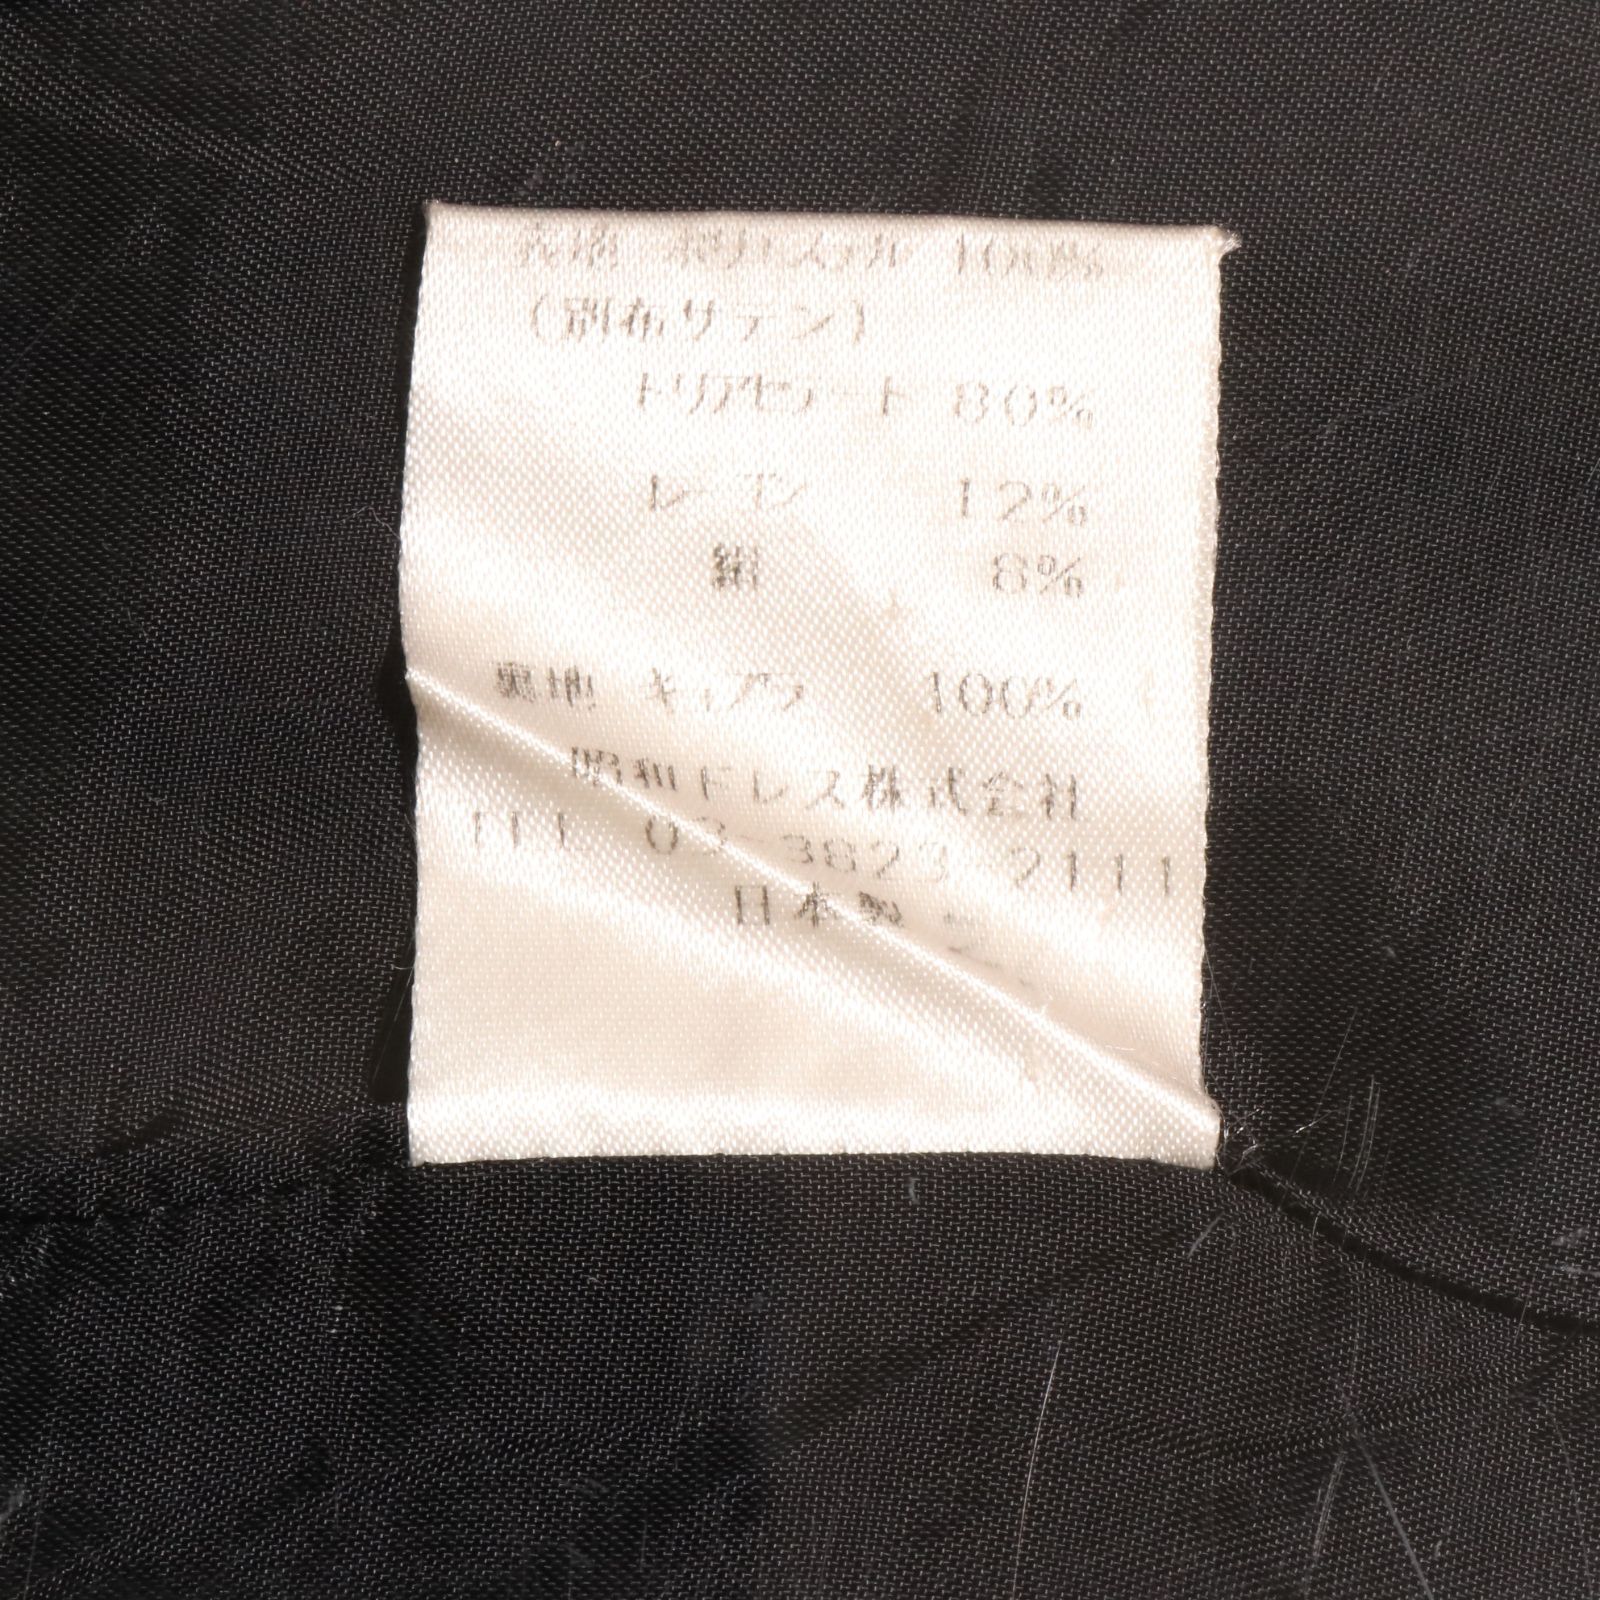 表地 ポリエステル 100%
（別布サテン）
トリアセテート 80%
レーヨン 12%
絹 8%
裏地 キュプラ 100%
昭和ドレス株式会社
TEL 03-3823-2111
日本製 2